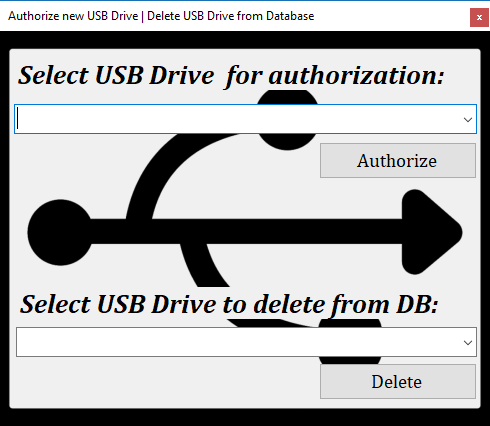 Authorize new USB Drive | Delete USB Drive from Database
x
Select USB Drive  for authorization:
Authorize
Select USB Drive to delete from DB:
Delete